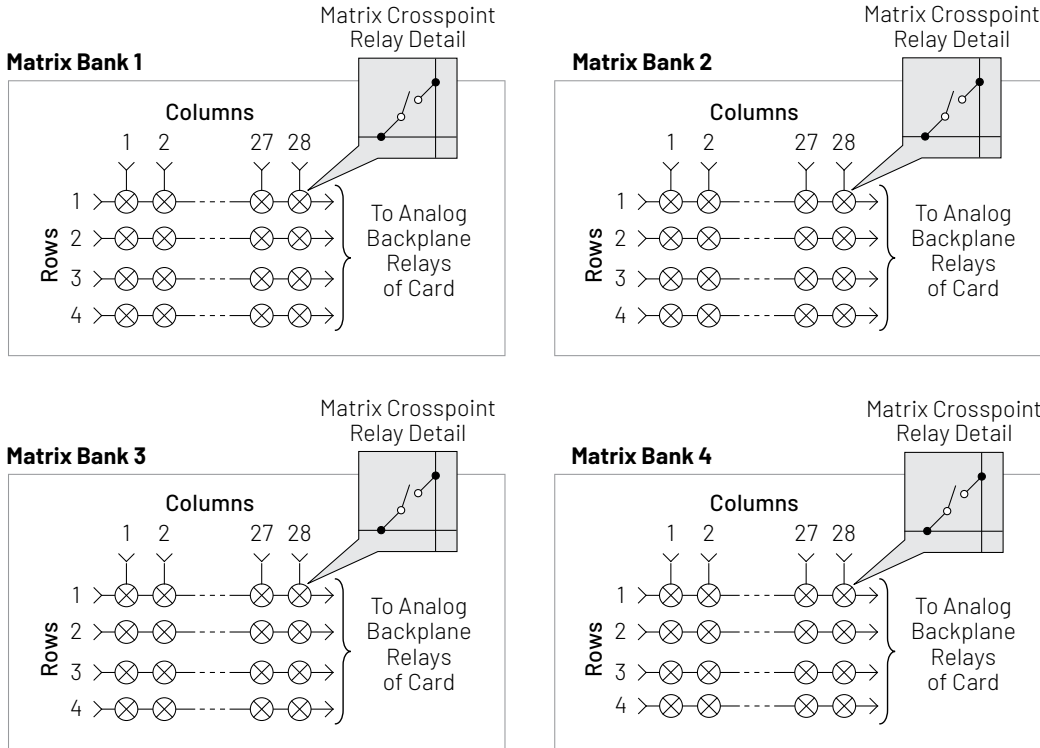 Matrix Crosspoint
Relay Detail
Matrix Bank 1
Columns
1 2 27 28
Rows
1
2
3
4
To Analog
Backplane
Relays
of Card
Matrix Crosspoint
Relay Detail
Matrix Bank 2
Columns
1 2 27 28
Rows
1
2
3
4
To Analog
Backplane
Relays
of Card
Matrix Crosspoint
Relay Detail
Matrix Bank 3
Columns
1 2 27 28
Rows
1
2
3
4
To Analog
Backplane
Relays
of Card
Matrix Crosspoint
Relay Detail
Matrix Bank 4
Columns
1 2 27 28
Rows
1
2
3
4
To Analog
Backplane
Relays
of Card